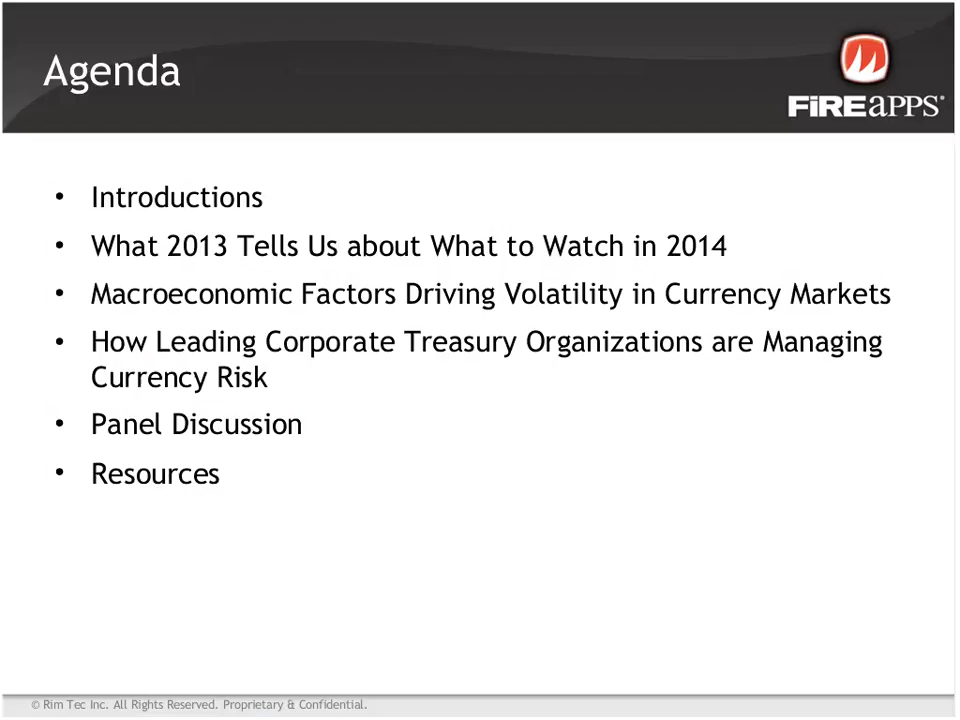 Agenda
FiREapps®
• Introductions
• What 2013 Tells Us about What to Watch in 2014
• Macroeconomic Factors Driving Volatility in Currency Markets
• How Leading Corporate Treasury Organizations are Managing
Currency Risk
• Panel Discussion
• Resources
© Rim Tec Inc. All Rights Reserved. Proprietary & Confidential.